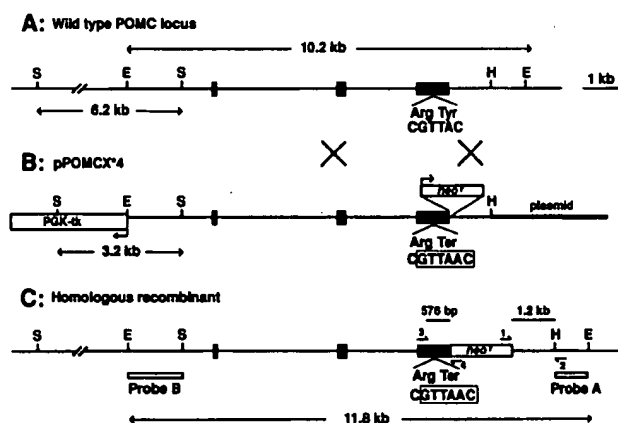 A: Wild type POMC locus
10.2 kb
S E S H E
1 kb
6.2 kb
Arg Tyr
CGTTAC
B: pPOMCX*4
neoʳ
S E S H
plasmid
PGK-tk
3.2 kb
Arg Ter
CGTTAAC
C: Homologous recombinant
576 bp
1.2 kb
S E S 3 1 H E
neoʳ
4 2
Arg Ter
Probe B
Probe A
CGTTAAC
11.8 kb